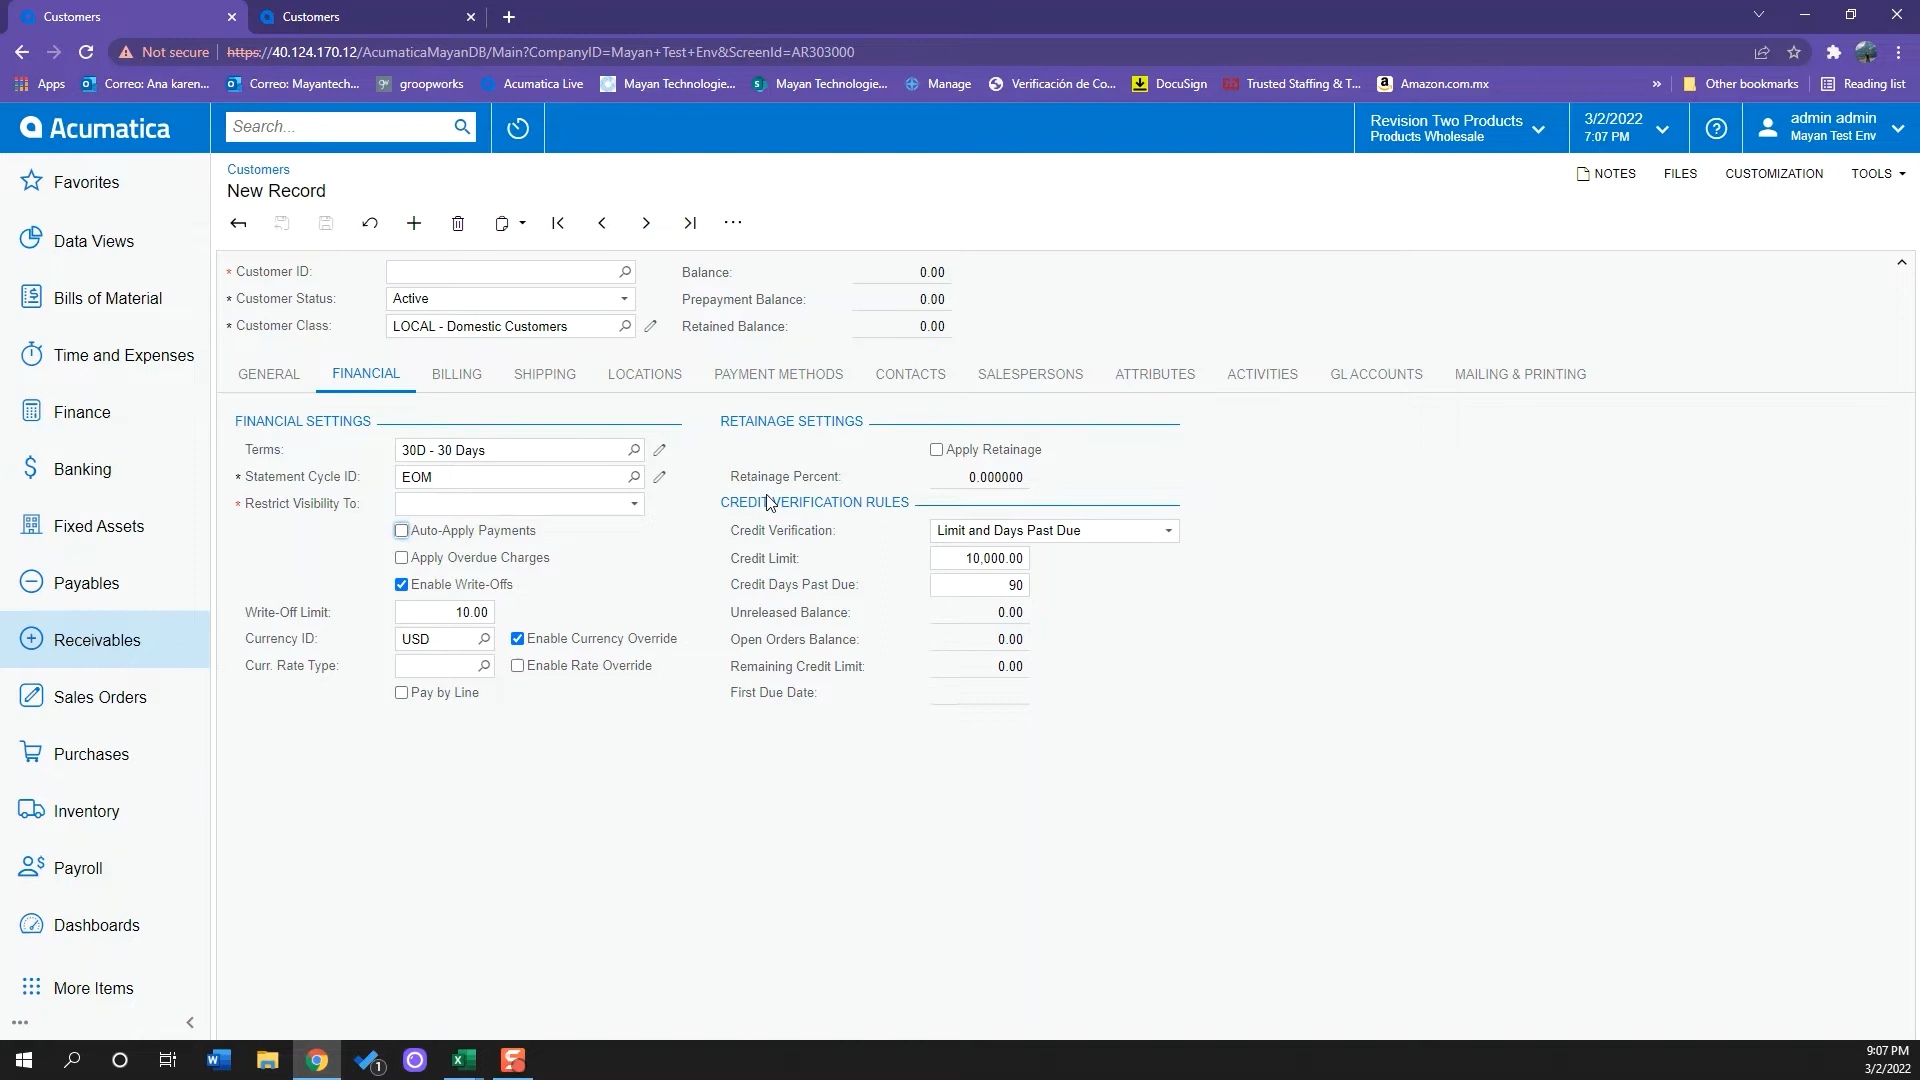 Customers
Customers
Not secure
https://40.124.170.12/AcumaticaMayanDB/Main?CompanyID=Mayan+Test+Env&ScreenId=AR303000
Apps
Correo: Ana karen...
Correo: Mayantech...
groopworks
Acumatica Live
Mayan Technologie...
Mayan Technologie...
Manage
Verificación de Co...
DocuSign
Trusted Staffing & T...
Amazon.com.mx
»
Other bookmarks
Reading list
Acumatica
Search...
Revision Two Products
Products Wholesale
3/2/2022
7:07 PM
admin admin
Mayan Test Env
Favorites
Data Views
Bills of Material
Time and Expenses
Finance
Banking
Fixed Assets
Payables
Receivables
Sales Orders
Purchases
Inventory
Payroll
Dashboards
More Items
Customers
New Record
NOTES
FILES
CUSTOMIZATION
TOOLS
* Customer ID:
* Customer Status: Active
* Customer Class: LOCAL - Domestic Customers
Balance: 0.00
Prepayment Balance: 0.00
Retained Balance: 0.00
GENERAL
FINANCIAL
BILLING
SHIPPING
LOCATIONS
PAYMENT METHODS
CONTACTS
SALESPERSONS
ATTRIBUTES
ACTIVITIES
GL ACCOUNTS
MAILING & PRINTING
FINANCIAL SETTINGS
Terms: 30D - 30 Days
* Statement Cycle ID: EOM
* Restrict Visibility To:
Auto-Apply Payments
Apply Overdue Charges
Enable Write-Offs
Write-Off Limit: 10.00
Currency ID: USD Enable Currency Override
Curr. Rate Type: Enable Rate Override
Pay by Line
RETAINAGE SETTINGS
Apply Retainage
Retainage Percent: 0.000000
CREDIT VERIFICATION RULES
Credit Verification: Limit and Days Past Due
Credit Limit: 10,000.00
Credit Days Past Due: 90
Unreleased Balance: 0.00
Open Orders Balance: 0.00
Remaining Credit Limit: 0.00
First Due Date:
1
9:07 PM
3/2/2022